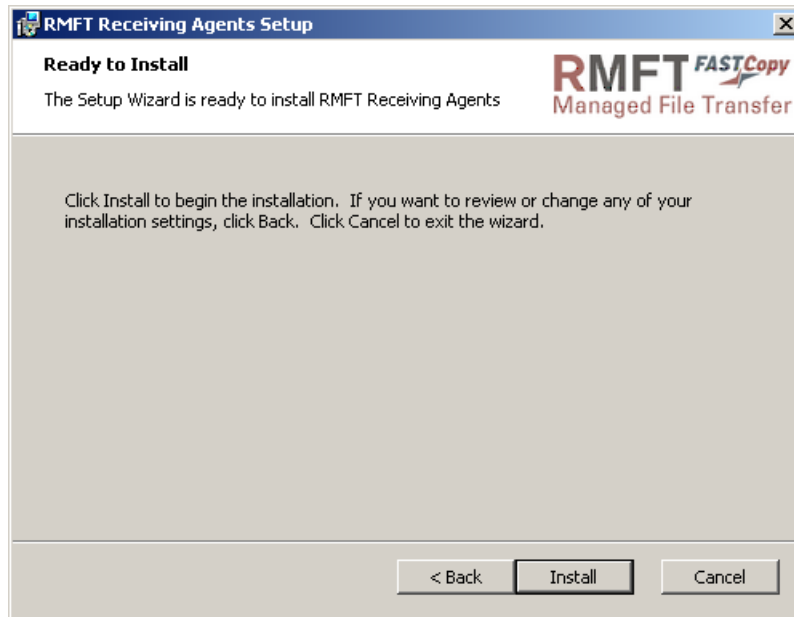 RMFT Receiving Agents Setup
Ready to Install
The Setup Wizard is ready to install RMFT Receiving Agents
RMFT FASTCopy
Managed File Transfer
Click Install to begin the installation. If you want to review or change any of your
installation settings, click Back. Click Cancel to exit the wizard.
< Back Install Cancel